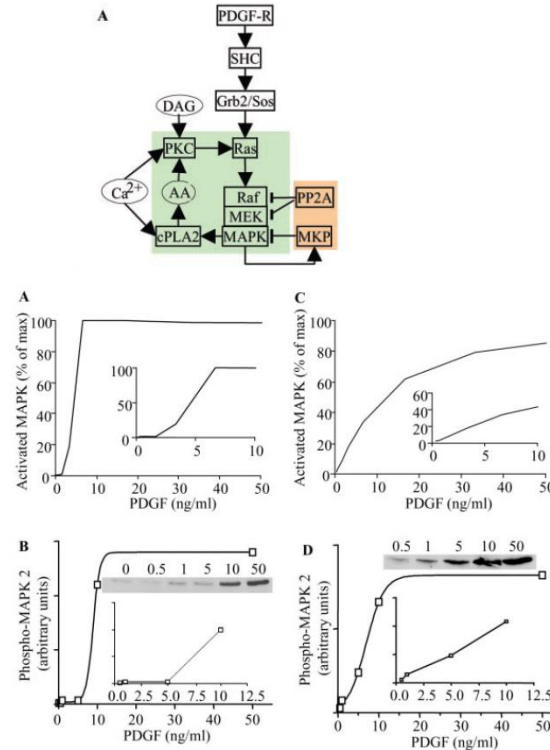 A
PDGF-R
SHC
Grb2/Sos
DAG
PKC
Ras
Ca2+
AA
Raf
PP2A
MEK
cPLA2
MAPK
MKP
A
Activated MAPK (% of max)
100
80
60
40
20
0
100
50
0
0 5 10
0 10 20 30 40 50
PDGF (ng/ml)
C
Activated MAPK (% of max)
100
80
60
40
20
0
60
40
20
0
0 5 10
0 10 20 30 40 50
PDGF (ng/ml)
B
Phospho-MAPK 2
(arbitrary units)
0 0.5 1 5 10 50
0.0 2.5 5.0 7.5 10.0 12.5
0 10 20 30 40 50
PDGF (ng/ml)
D
Phospho-MAPK 2
(arbitrary units)
0.5 1 5 10 50
0.0 2.5 5.0 7.5 10.0 12.5
0 10 20 30 40 50
PDGF (ng/ml)